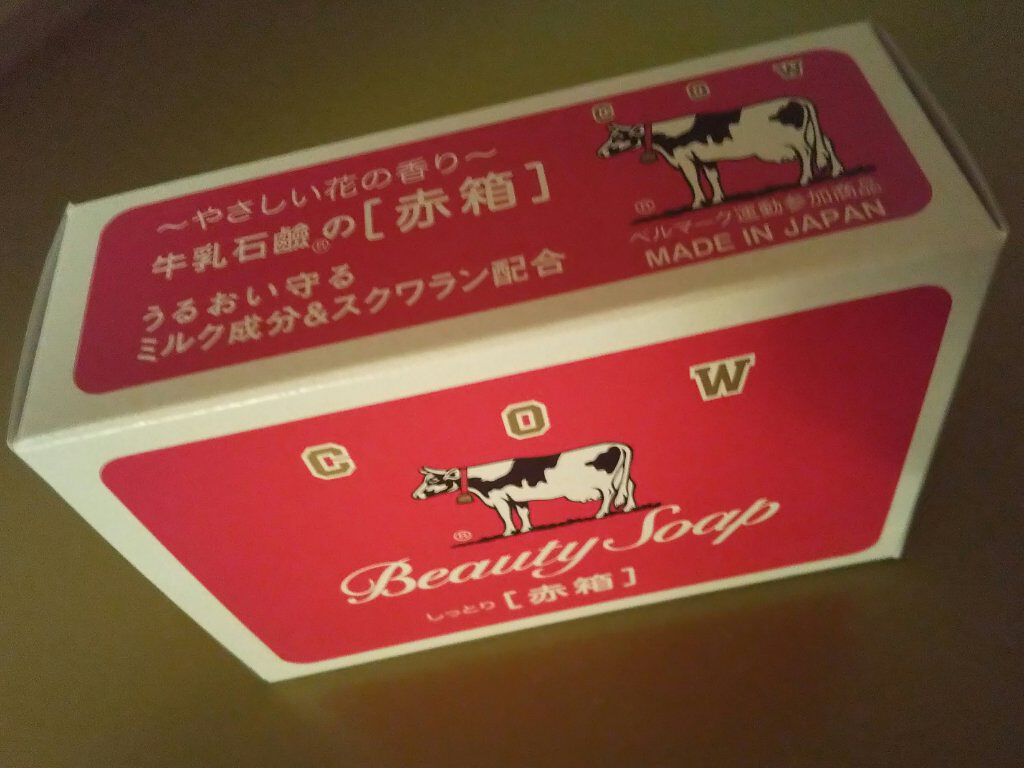 C O W
~やさしい花の香り~
牛乳石鹼®の[赤箱]
うるおい守る
ミルク成分&スクワラン配合
®
ベルマーク運動参加商品
MADE IN JAPAN
C O W
®
Beauty Soap
しっとり [赤箱]